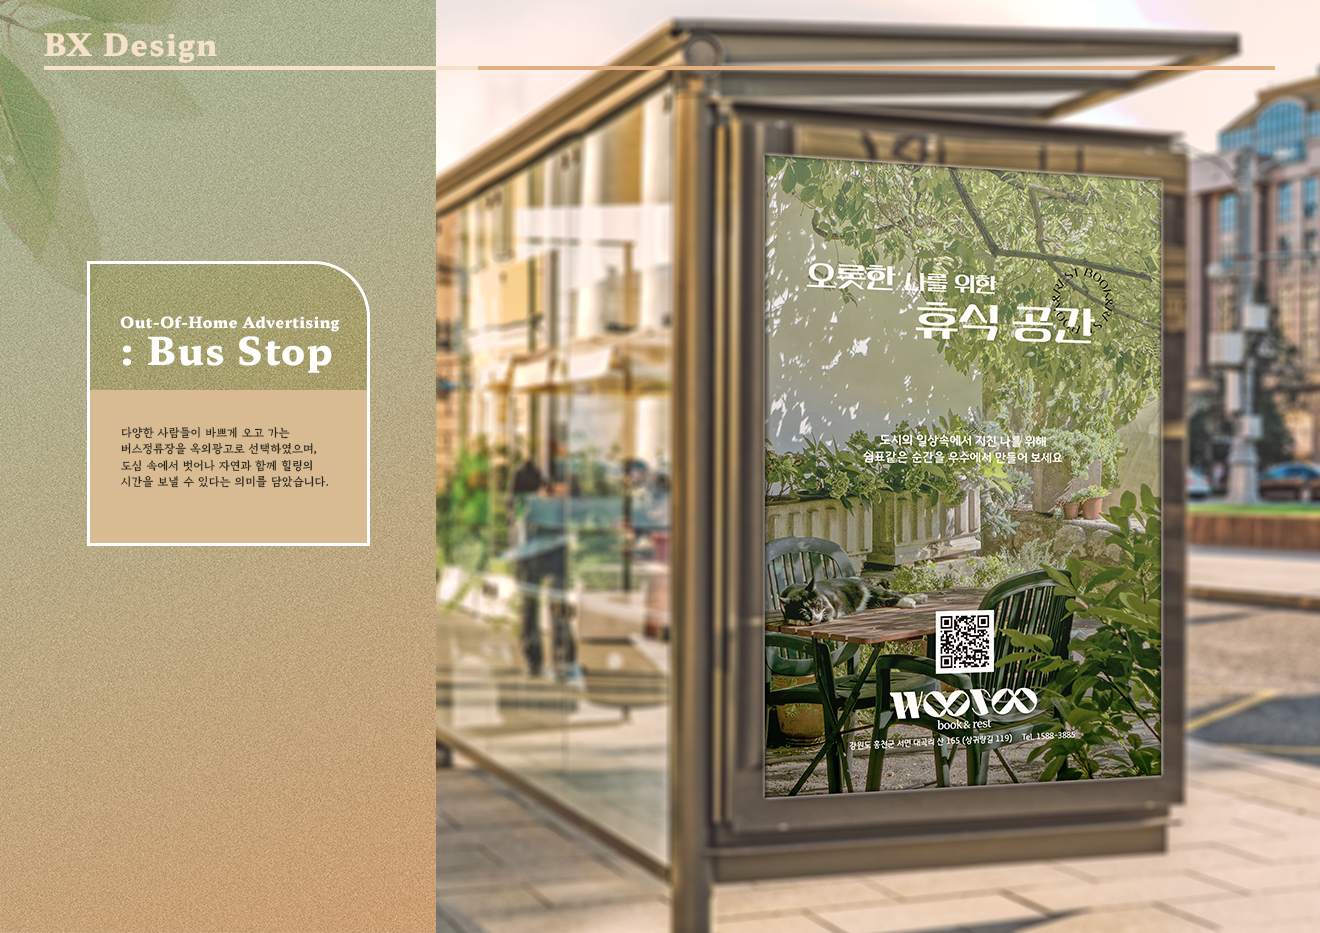 BX Design
Out-Of-Home Advertising
: Bus Stop
다양한 사람들이 바쁘게 오고 가는
버스정류장을 옥외광고로 선택하였으며,
도심 속에서 벗어나 자연과 함께 힐링의
시간을 보낼 수 있다는 의미를 담았습니다.
오롯한 나를 위한
휴식 공간
도시의 일상속에서 지친 나를 위해
쉼표같은 순간을 우수에서 만들어 보세요
woosoo
book & rest
강원도 홍천군 서면 대곡리 산 165 (상귀량길 119) Tel. 1588-3885